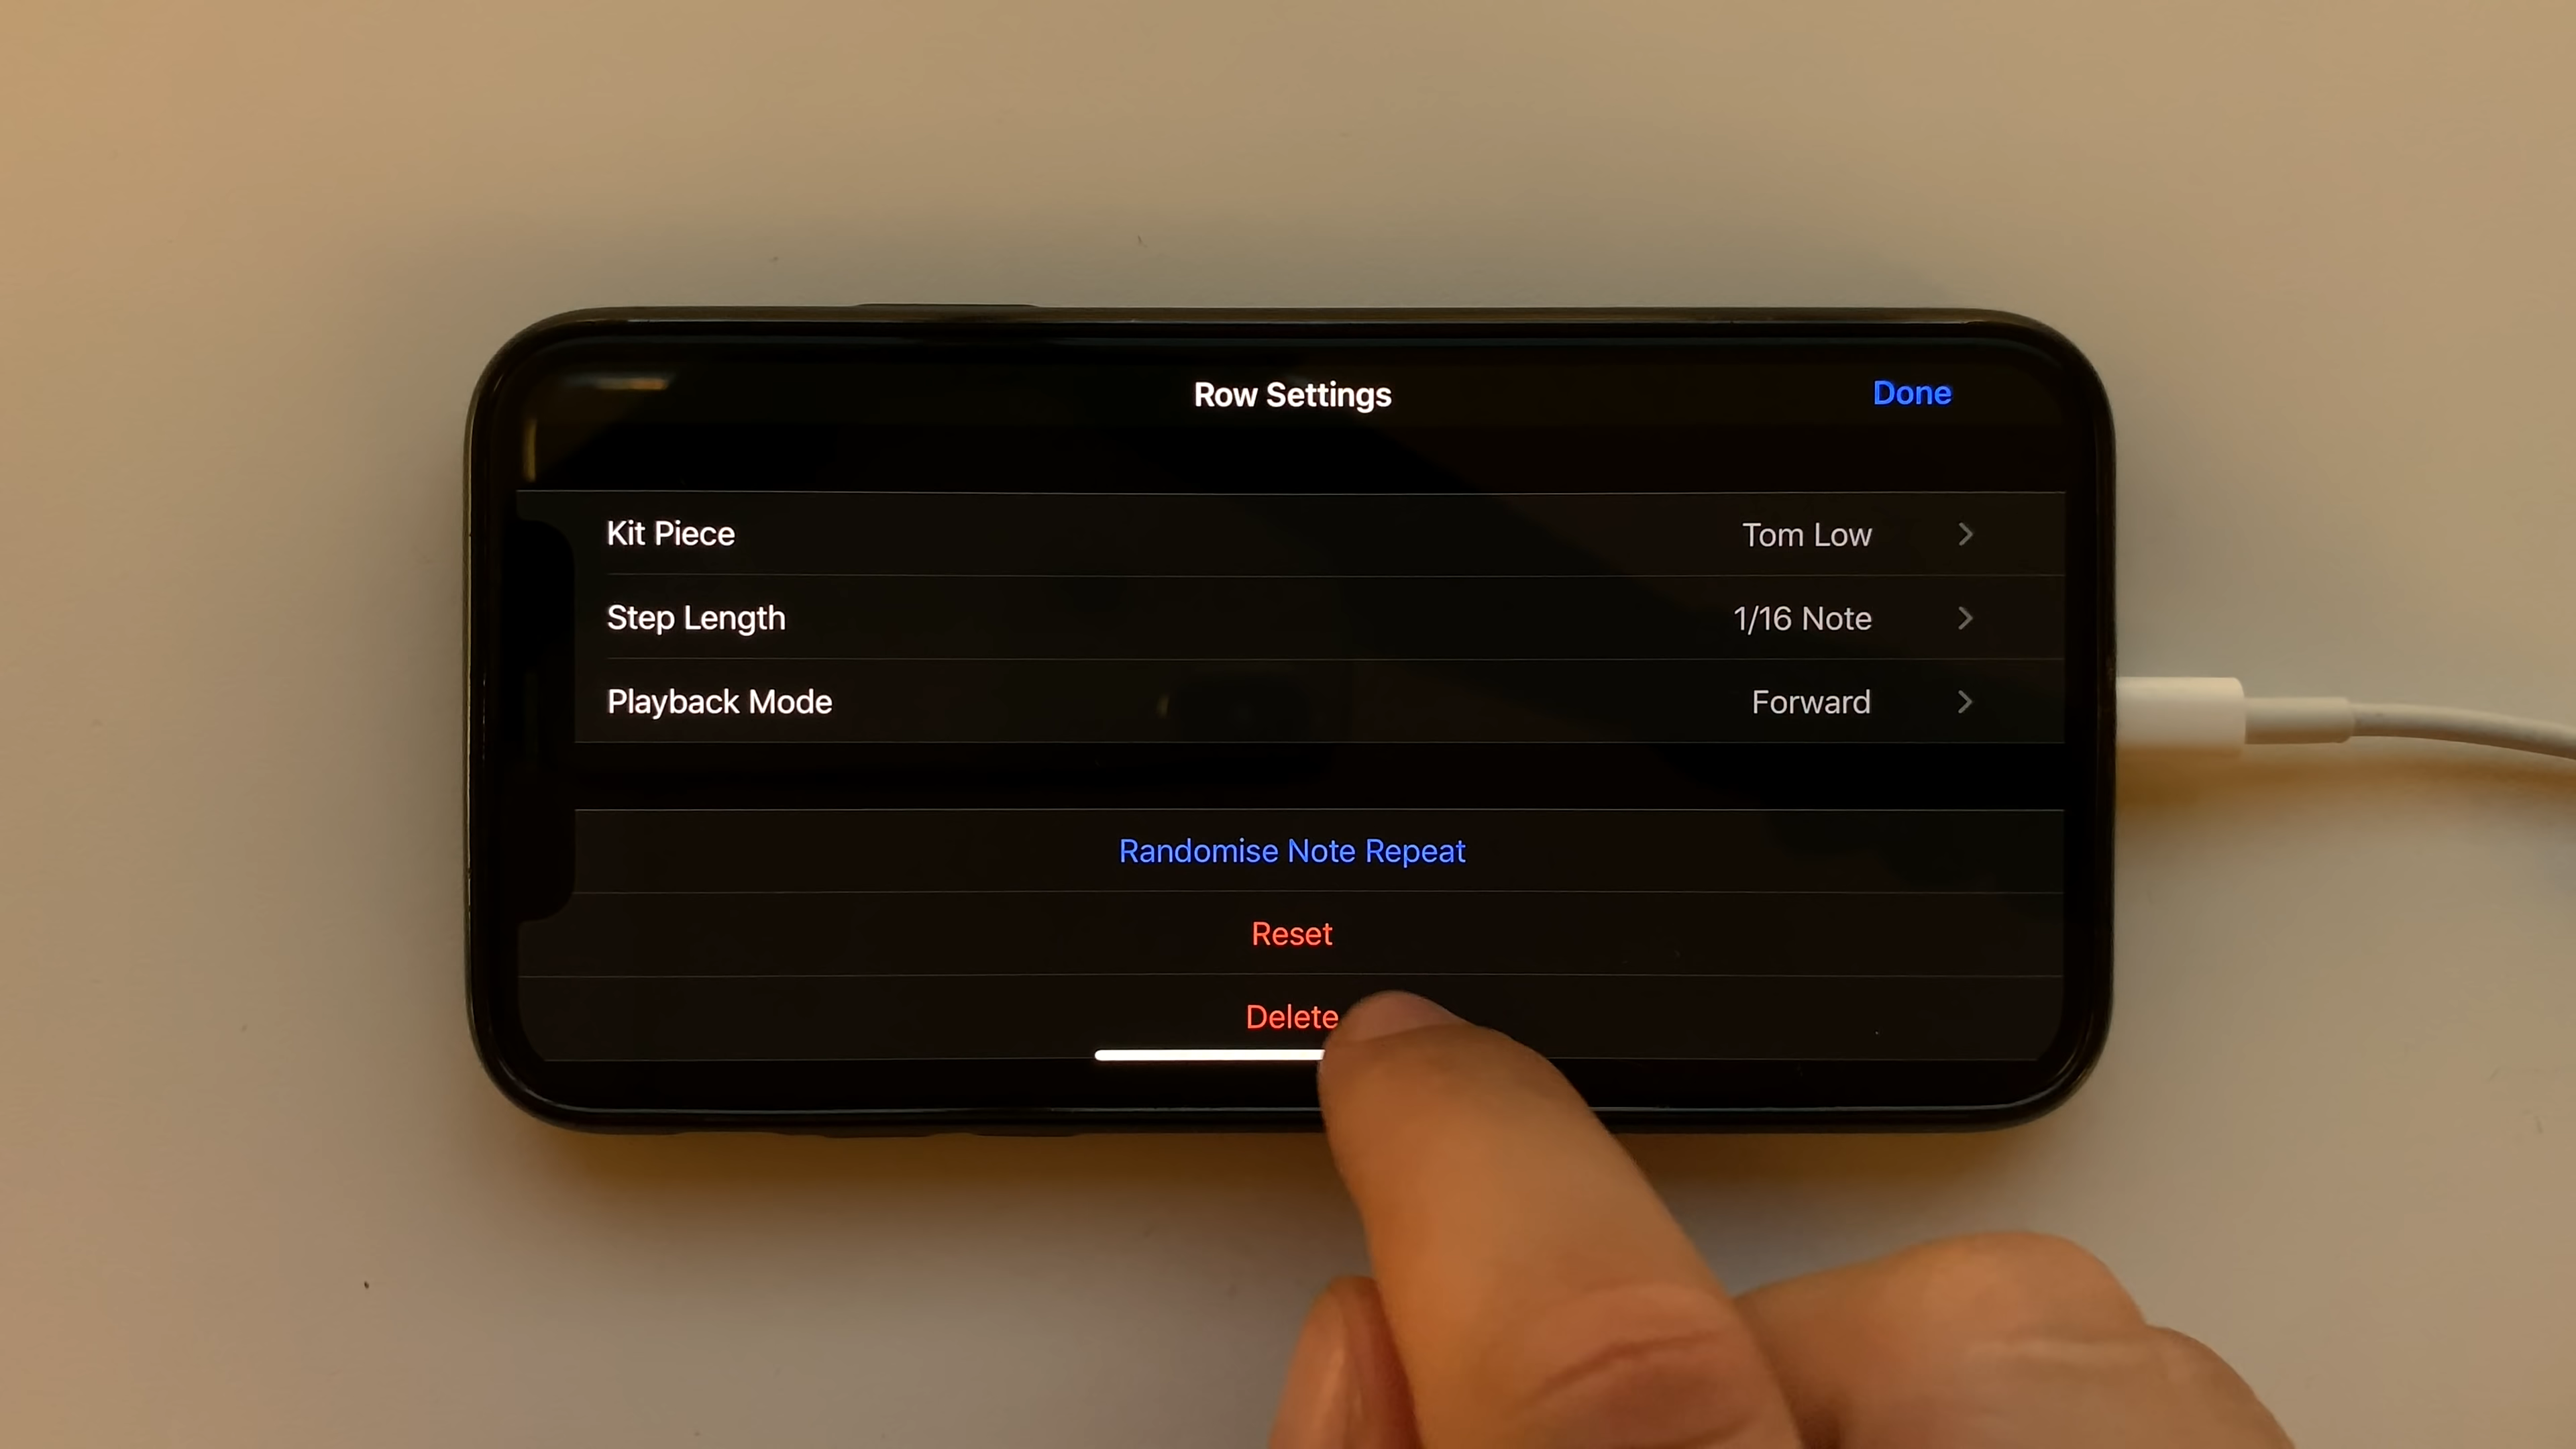 Row Settings
Done
Kit Piece
Tom Low
Step Length
1/16 Note
Playback Mode
Forward
Randomise Note Repeat
Reset
Delete